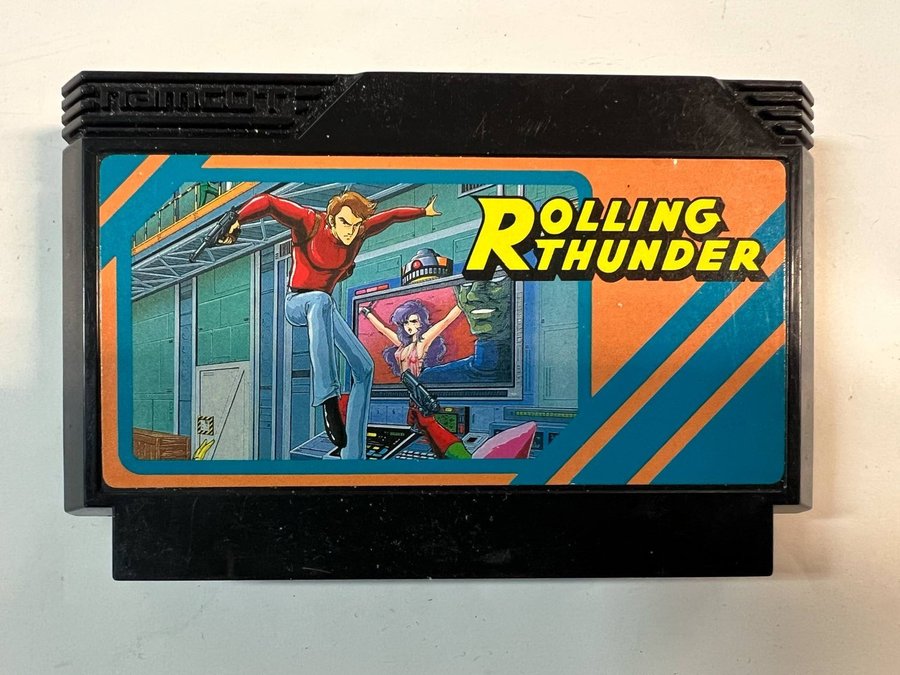 namcot
ROLLING
THUNDER